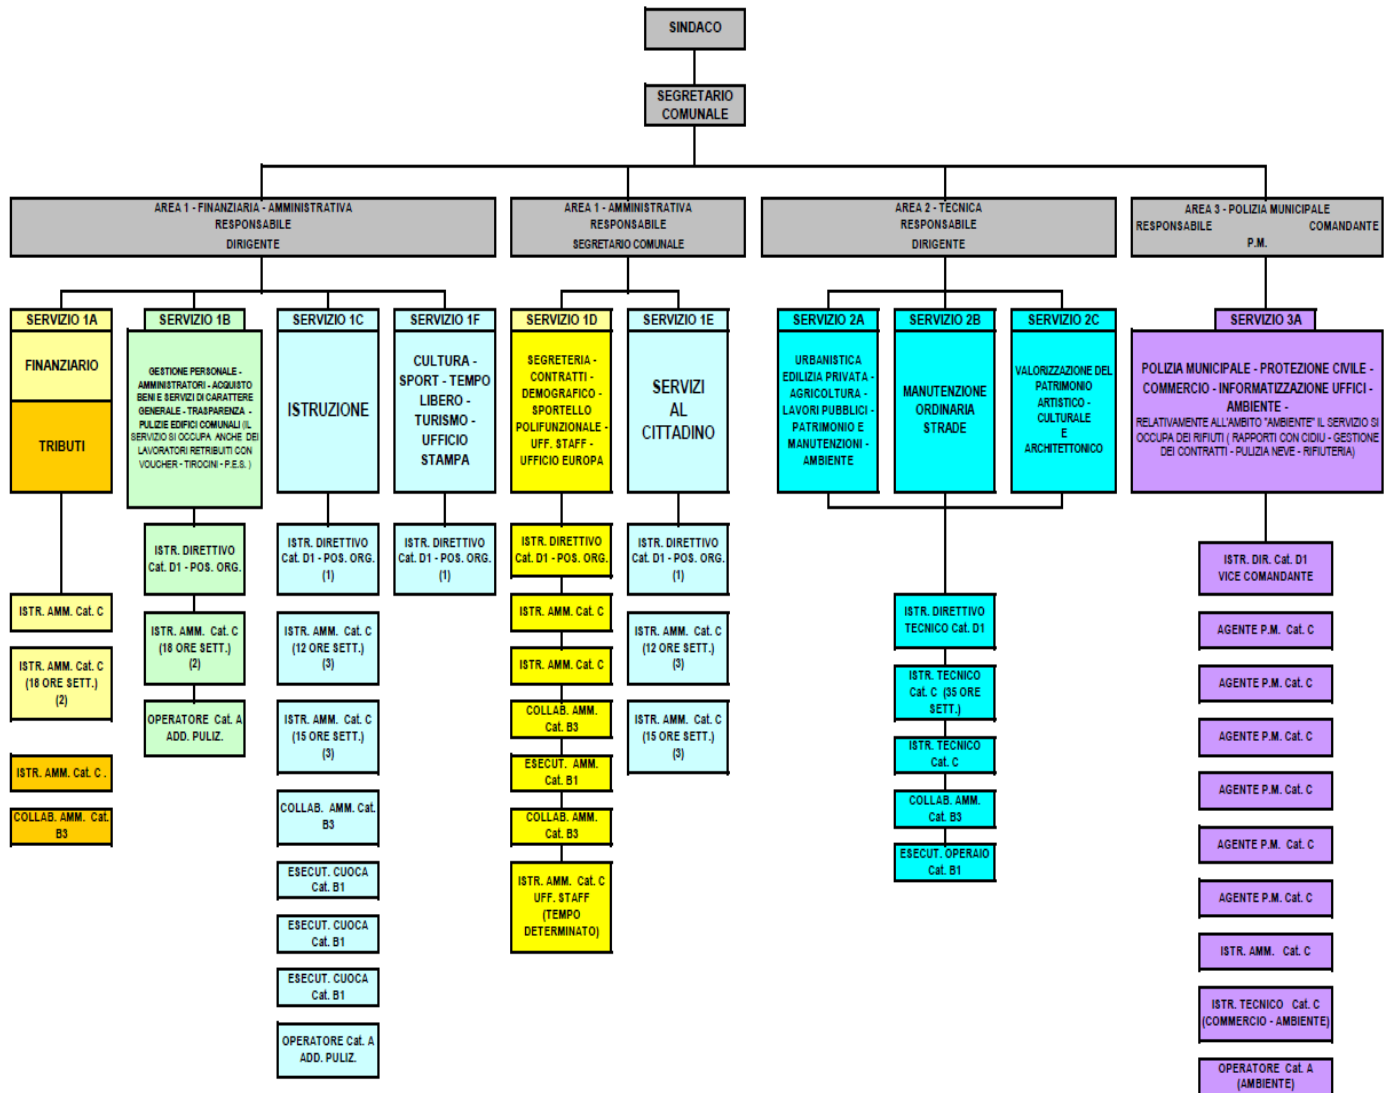 SINDACO
SEGRETARIO
COMUNALE
AREA 1 - FINANZIARIA - AMMINISTRATIVA
RESPONSABILE
DIRIGENTE
AREA 1 - AMMINISTRATIVA
RESPONSABILE
SEGRETARIO COMUNALE
AREA 2 - TECNICA
RESPONSABILE
DIRIGENTE
AREA 3 - POLIZIA MUNICIPALE
RESPONSABILE COMANDANTE
P.M.
SERVIZIO 1A
FINANZIARIO
TRIBUTI
ISTR. AMM. Cat. C
ISTR. AMM. Cat. C
(18 ORE SETT.)
(2)
ISTR. AMM. Cat. C .
COLLAB. AMM. Cat.
B3
SERVIZIO 1B
GESTIONE PERSONALE -
AMMINISTRATORI - ACQUISTO
BENI E SERVIZI DI CARATTERE
GENERALE - TRASPARENZA -
PULIZIE EDIFICI COMUNALI (IL
SERVIZIO SI OCCUPA ANCHE DEI
LAVORATORI RETRIBUITI CON
VOUCHER - TIROCINI - P.E.S. )
ISTR. DIRETTIVO
Cat. D1 - POS. ORG.
ISTR. AMM. Cat. C
(18 ORE SETT.)
(2)
OPERATORE Cat. A
ADD. PULIZ.
SERVIZIO 1C
ISTRUZIONE
ISTR. DIRETTIVO
Cat. D1 - POS. ORG.
(1)
ISTR. AMM. Cat. C
(12 ORE SETT.)
(3)
ISTR. AMM. Cat. C
(15 ORE SETT.)
(3)
COLLAB. AMM. Cat.
B3
ESECUT. CUOCA
Cat. B1
ESECUT. CUOCA
Cat. B1
ESECUT. CUOCA
Cat. B1
OPERATORE Cat. A
ADD. PULIZ.
SERVIZIO 1F
CULTURA -
SPORT - TEMPO
LIBERO -
TURISMO -
UFFICIO
STAMPA
ISTR. DIRETTIVO
Cat. D1 - POS. ORG.
(1)
SERVIZIO 1D
SEGRETERIA -
CONTRATTI -
DEMOGRAFICO -
SPORTELLO
POLIFUNZIONALE -
UFF. STAFF -
UFFICIO EUROPA
ISTR. DIRETTIVO
Cat. D1 - POS. ORG.
ISTR. AMM. Cat. C
ISTR. AMM. Cat. C
COLLAB. AMM.
Cat. B3
ESECUT. AMM.
Cat. B1
COLLAB. AMM.
Cat. B3
ISTR. AMM. Cat. C
UFF. STAFF
(TEMPO
DETERMINATO)
SERVIZIO 1E
SERVIZI
AL
CITTADINO
ISTR. DIRETTIVO
Cat. D1 - POS. ORG.
(1)
ISTR. AMM. Cat. C
(12 ORE SETT.)
(3)
ISTR. AMM. Cat. C
(15 ORE SETT.)
(3)
SERVIZIO 2A
URBANISTICA
EDILIZIA PRIVATA -
AGRICOLTURA -
LAVORI PUBBLICI -
PATRIMONIO E
MANUTENZIONI -
AMBIENTE
SERVIZIO 2B
MANUTENZIONE
ORDINARIA
STRADE
SERVIZIO 2C
VALORIZZAZIONE DEL
PATRIMONIO
ARTISTICO -
CULTURALE
E
ARCHITETTONICO
ISTR. DIRETTIVO
TECNICO Cat. D1
ISTR. TECNICO
Cat. C (35 ORE
SETT.)
ISTR. TECNICO
Cat. C
COLLAB. AMM.
Cat. B3
ESECUT. OPERAIO
Cat. B1
SERVIZIO 3A
POLIZIA MUNICIPALE - PROTEZIONE CIVILE -
COMMERCIO - INFORMATIZZAZIONE UFFICI -
AMBIENTE -
RELATIVAMENTE ALL'AMBITO "AMBIENTE" IL SERVIZIO SI
OCCUPA DEI RIFIUTI ( RAPPORTI CON CIDIU - GESTIONE
DEI CONTRATTI - PULIZIA NEVE - RIFIUTERIA)
ISTR. DIR. Cat. D1
VICE COMANDANTE
AGENTE P.M. Cat. C
AGENTE P.M. Cat. C
AGENTE P.M. Cat. C
AGENTE P.M. Cat. C
AGENTE P.M. Cat. C
AGENTE P.M. Cat. C
ISTR. AMM. Cat. C
ISTR. TECNICO Cat. C
(COMMERCIO - AMBIENTE)
OPERATORE Cat. A
(AMBIENTE)